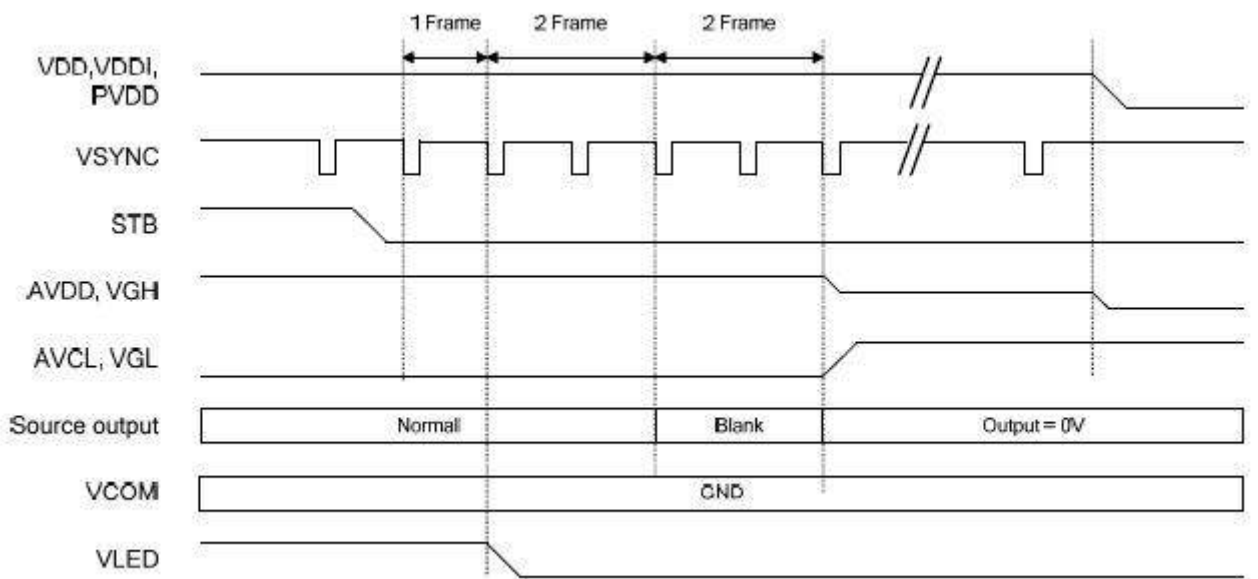 1 Frame 2 Frame 2 Frame
VDD,VDDI,
PVDD
VSYNC
STB
AVDD, VGH
AVCL, VGL
Source output Normal Blank Output = 0V
VCOM GND
VLED